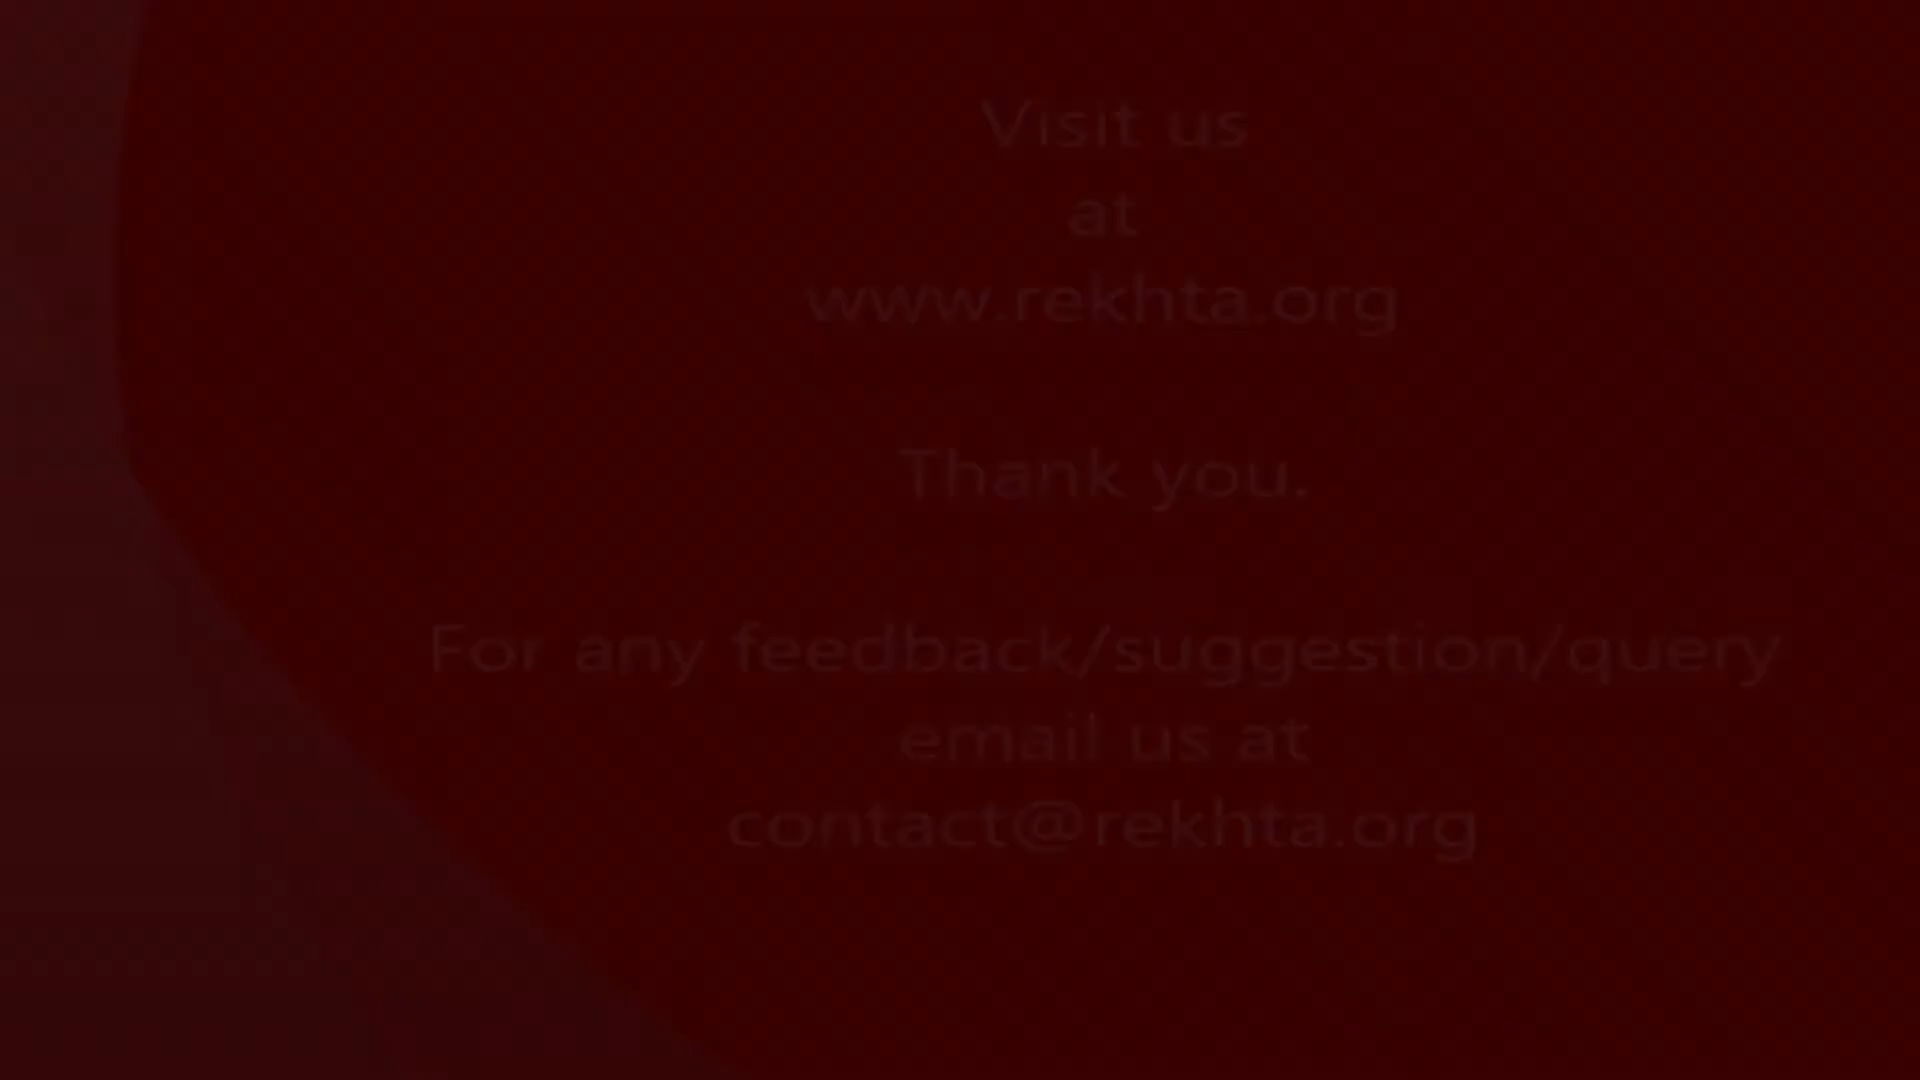 Visit us
at
www.rekhta.org
Thank you.
For any feedback/suggestion/query
email us at
contact@rekhta.org